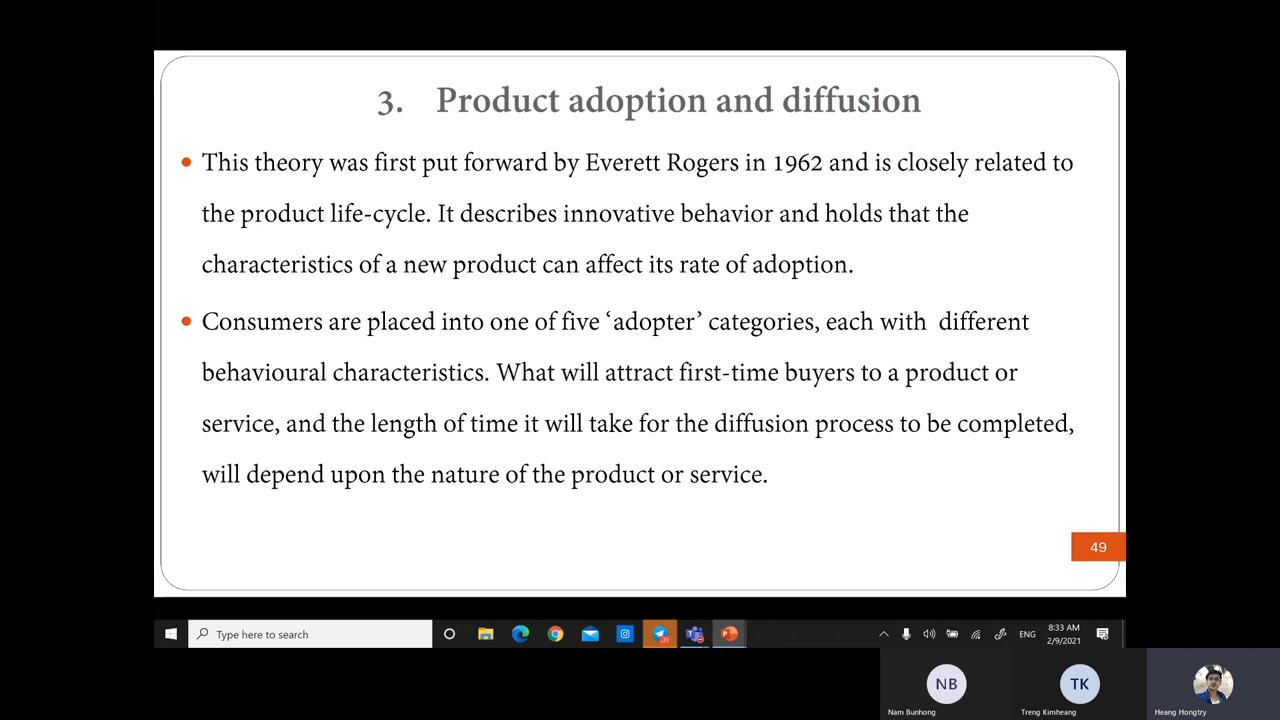 3. Product adoption and diffusion
• This theory was first put forward by Everett Rogers in 1962 and is closely related to
the product life-cycle. It describes innovative behavior and holds that the
characteristics of a new product can affect its rate of adoption.
• Consumers are placed into one of five ‘adopter’ categories, each with different
behavioural characteristics. What will attract first-time buyers to a product or
service, and the length of time it will take for the diffusion process to be completed,
will depend upon the nature of the product or service.
49
Type here to search
ENG
8:33 AM
2/9/2021
NB
TK
Nam Bunhong
Treng Kimheang
Heang Hongtry